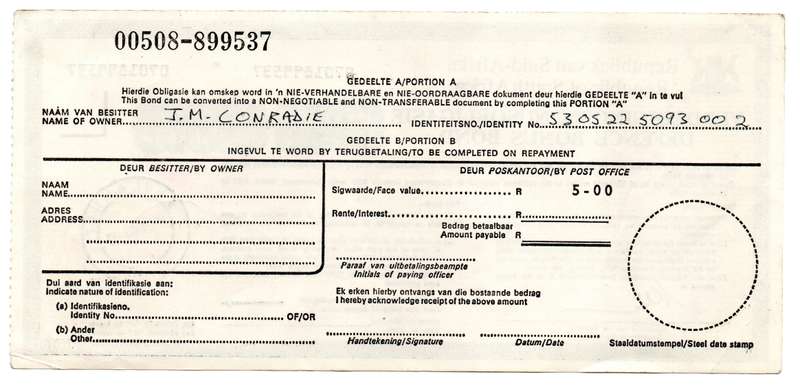 00508-899537
GEDEELTE A/PORTION A
Hierdie Obligasie kan omskep word in 'n NIE-VERHANDELBARE en NIE-OORDRAAGBARE dokument deur hierdie GEDEELTE "A" in te vul
This Bond can be converted into a NON-NEGOTIABLE and NON-TRANSFERABLE document by completing this PORTION "A"
NAAM VAN BESITTER
NAME OF OWNER J.M. CONRADIE IDENTITEITSNO./IDENTITY No 530522 5093 00 2
GEDEELTE B/PORTION B
INGEVUL TE WORD BY TERUGBETALING/TO BE COMPLETED ON REPAYMENT
DEUR BESITTER/BY OWNER
NAAM
NAME
ADRES
ADDRESS
Dui aard van identifikasie aan:
Indicate nature of identification:
(a) Identifikasieno.
Identity No. OF/OR
(b) Ander
Other
DEUR POSKANTOOR/BY POST OFFICE
Sigwaarde/Face value R 5-00
Rente/Interest R
Bedrag betaalbaar
Amount payable R
Paraaf van uitbetalingsbeampte
Initials of paying officer
Ek erken hierby ontvangs van die bostaande bedrag
I hereby acknowledge receipt of the above amount
Handtekening/Signature
Datum/Date
Staaldatumstempel/Steel date stamp